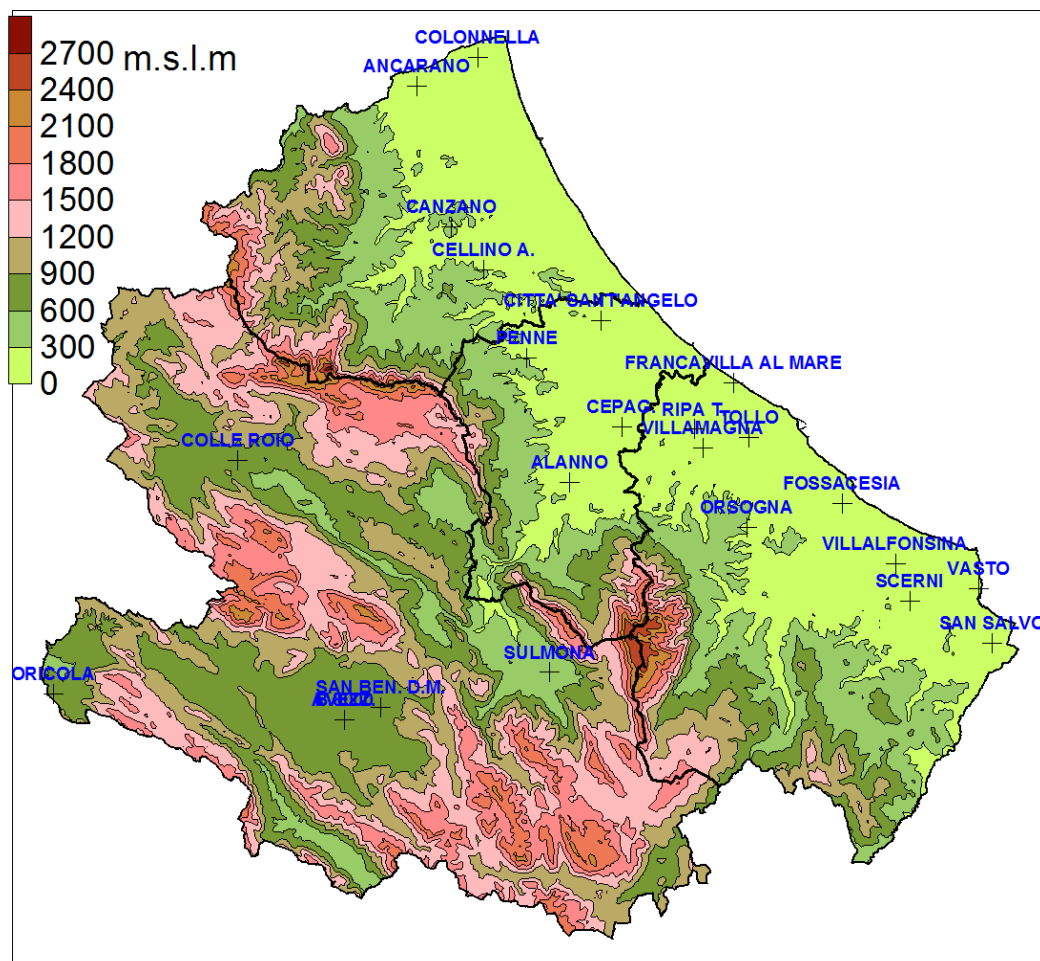 2700 m.s.l.m
2400
2100
1800
1500
1200
900
600
300
0
COLONNELLA
ANCARANO
CANZANO
CELLINO A.
CITTA' SANT'ANGELO
PENNE
FRANCAVILLA AL MARE
CEPAG.
RIPA T.
TOLLO
VILLAMAGNA
COLLE ROIO
ALANNO
FOSSACESIA
ORSOGNA
VILLALFONSINA
VASTO
SCERNI
SAN SALVO
SULMONA
ORICOLA
SAN BEN. D.M.